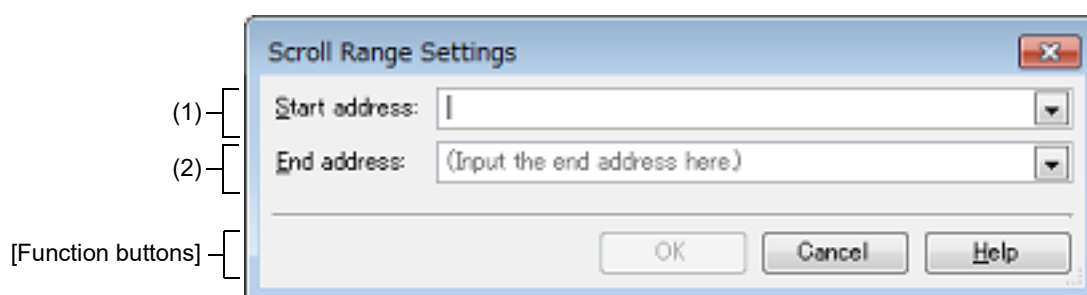 Scroll Range Settings
(1) Start address:
(2) End address: (Input the end address here.)
[Function buttons] OK Cancel Help